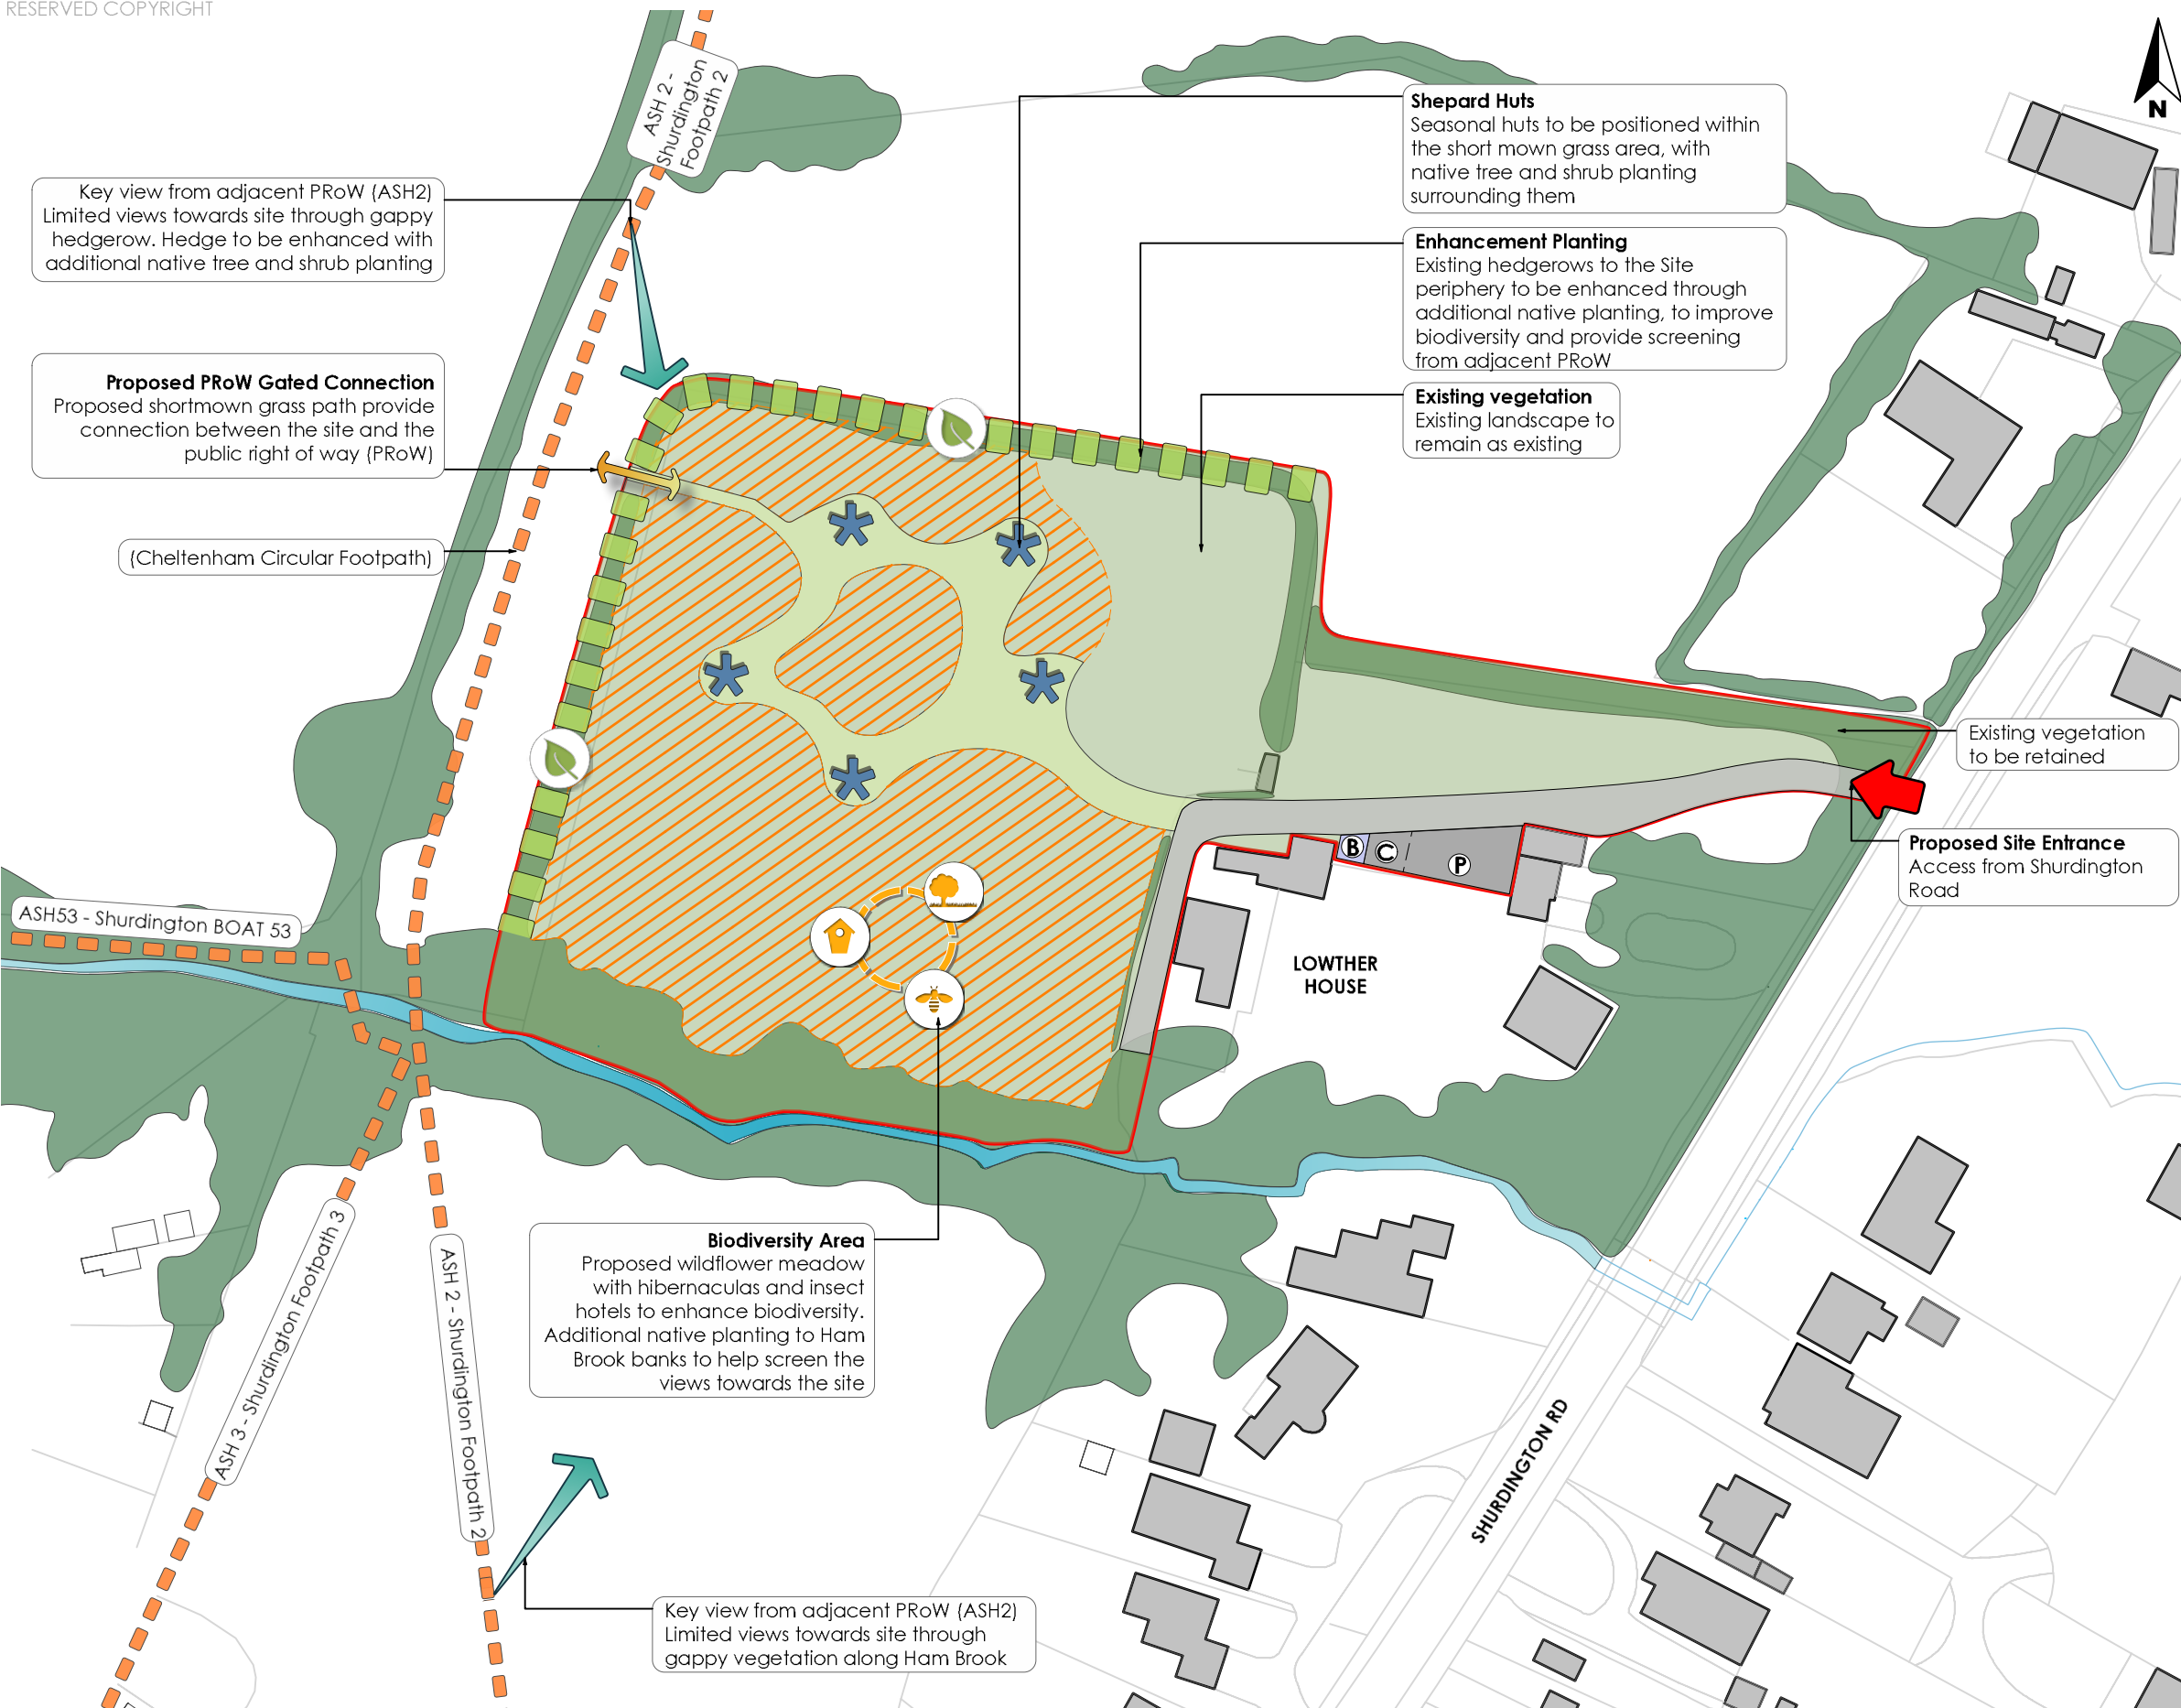 RESERVED COPYRIGHT
ASH 2 -
Shurdington
Footpath 2
N
Shepard Huts
Seasonal huts to be positioned within
the short mown grass area, with
native tree and shrub planting
surrounding them
Key view from adjacent PRoW (ASH2)
Limited views towards site through gappy
hedgerow. Hedge to be enhanced with
additional native tree and shrub planting
Enhancement Planting
Existing hedgerows to the Site
periphery to be enhanced through
additional native planting, to improve
biodiversity and provide screening
from adjacent PRoW
Proposed PRoW Gated Connection
Proposed shortmown grass path provide
connection between the site and the
public right of way (PRoW)
Existing vegetation
Existing landscape to
remain as existing
(Cheltenham Circular Footpath)
Existing vegetation
to be retained
Proposed Site Entrance
Access from Shurdington
Road
B
C
P
ASH53 - Shurdington BOAT 53
LOWTHER
HOUSE
Biodiversity Area
Proposed wildflower meadow
with hibernaculas and insect
hotels to enhance biodiversity.
Additional native planting to Ham
Brook banks to help screen the
views towards the site
ASH 3 - Shurdington Footpath 3
ASH 2 - Shurdington Footpath 2
SHURDINGTON RD
Key view from adjacent PRoW (ASH2)
Limited views towards site through
gappy vegetation along Ham Brook